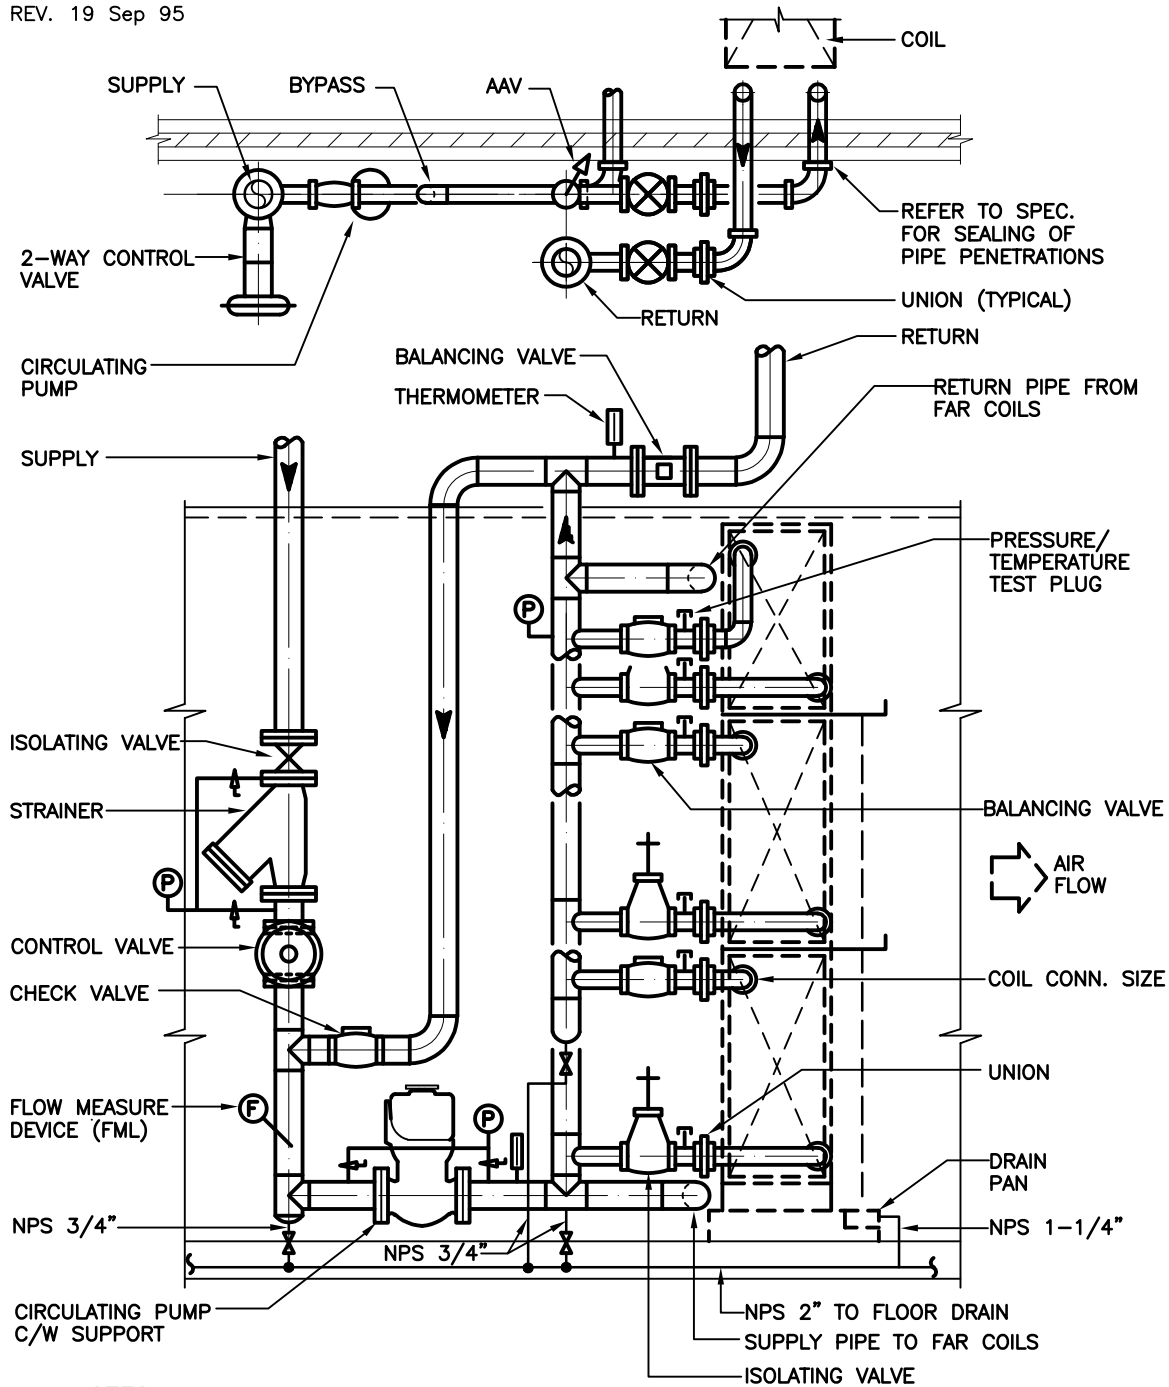 REV. 19 Sep 95
COIL
SUPPLY
BYPASS
AAV
2-WAY CONTROL
VALVE
REFER TO SPEC.
FOR SEALING OF
PIPE PENETRATIONS
UNION (TYPICAL)
RETURN
RETURN
CIRCULATING
PUMP
BALANCING VALVE
THERMOMETER
RETURN PIPE FROM
FAR COILS
SUPPLY
PRESSURE/
TEMPERATURE
TEST PLUG
P
ISOLATING VALVE
STRAINER
BALANCING VALVE
P
AIR
FLOW
CONTROL VALVE
CHECK VALVE
COIL CONN. SIZE
UNION
FLOW MEASURE
DEVICE (FML)
F
P
DRAIN
PAN
NPS 3/4"
NPS 3/4"
NPS 1-1/4"
CIRCULATING PUMP
C/W SUPPORT
NPS 2" TO FLOOR DRAIN
SUPPLY PIPE TO FAR COILS
ISOLATING VALVE